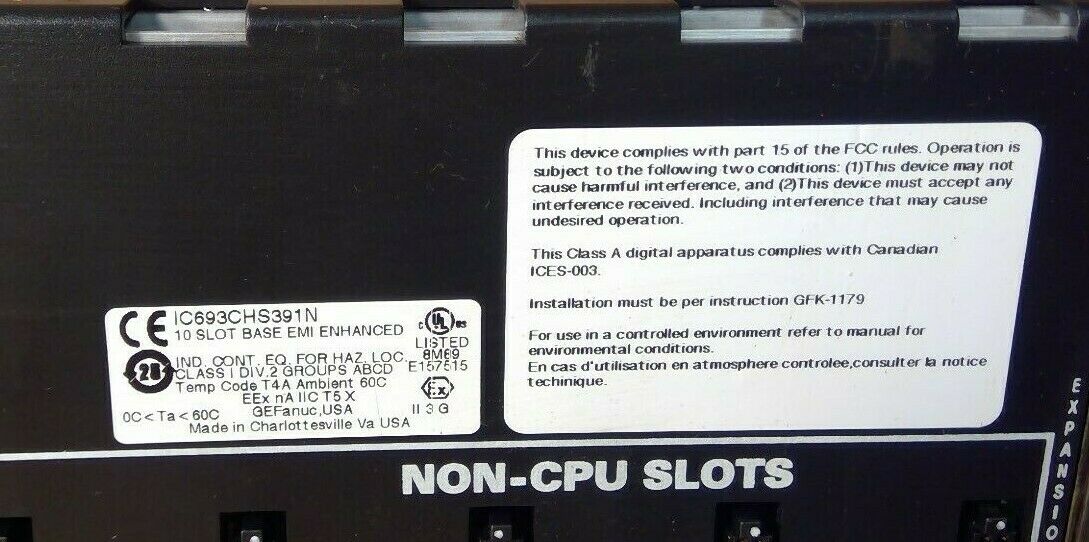 This device complies with part 15 of the FCC rules. Operation is
subject to the following two conditions: (1)This device may not
cause harmful interference, and (2)This device must accept any
interference received. Including interference that may cause
undesired operation.
This Class A digital apparatus complies with Canadian
ICES-003.
Installation must be per instruction GFK-1179
For use in a controlled environment refer to manual for
environmental conditions.
En cas d'utilisation en atmosphere controlee,consulter la notice
techinique.
CE IC693CHS391N
10 SLOT BASE EMI ENHANCED
C UL US
LISTED
8M69
E157515
IND. CONT. EQ. FOR HAZ. LOC.
CLASS I DIV.2 GROUPS ABCD
Temp Code T4A Ambient 60C
EEx nA IIC T5 X
Ex
II 3 G
0C<Ta<60C GEFanuc,USA
Made in Charlottesville Va USA
NON-CPU SLOTS
EXPANSIO